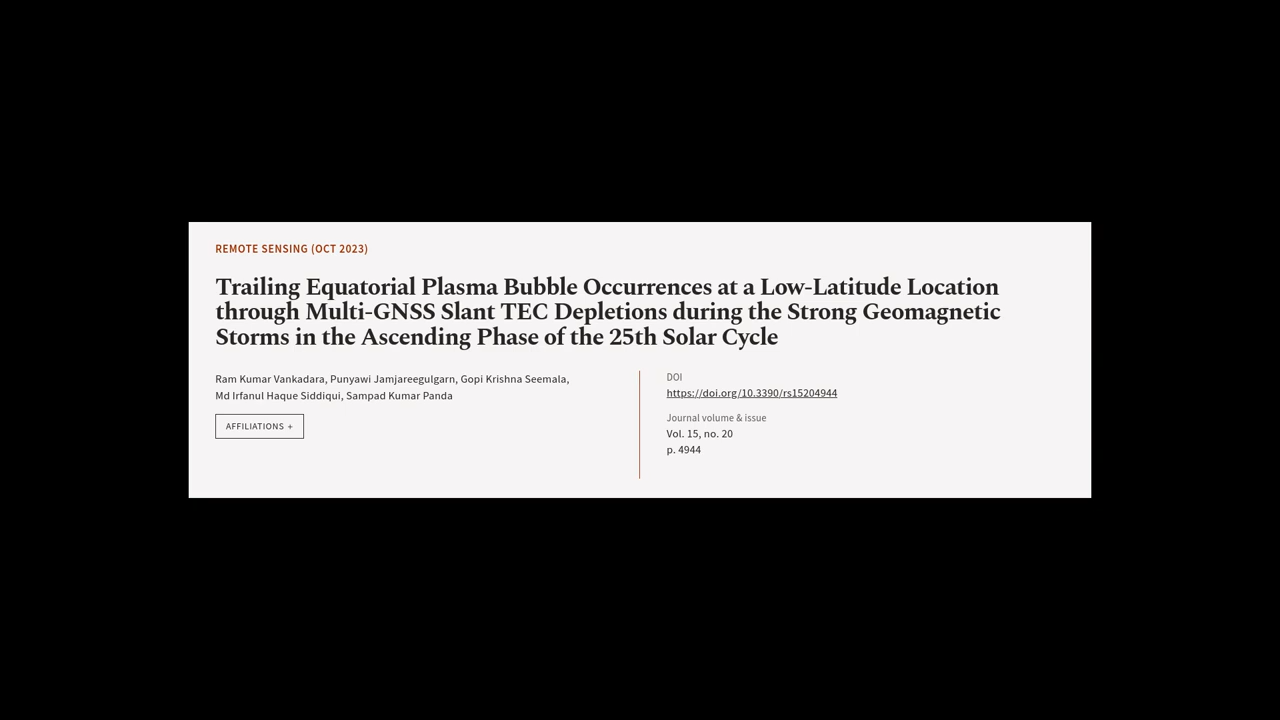 REMOTE SENSING (OCT 2023)
Trailing Equatorial Plasma Bubble Occurrences at a Low-Latitude Location
through Multi-GNSS Slant TEC Depletions during the Strong Geomagnetic
Storms in the Ascending Phase of the 25th Solar Cycle
Ram Kumar Vankadara, Punyawi Jamjareegulgarn, Gopi Krishna Seemala,
Md Irfanul Haque Siddiqui, Sampad Kumar Panda
AFFILIATIONS +
DOI
https://doi.org/10.3390/rs15204944
Journal volume & issue
Vol. 15, no. 20
p. 4944